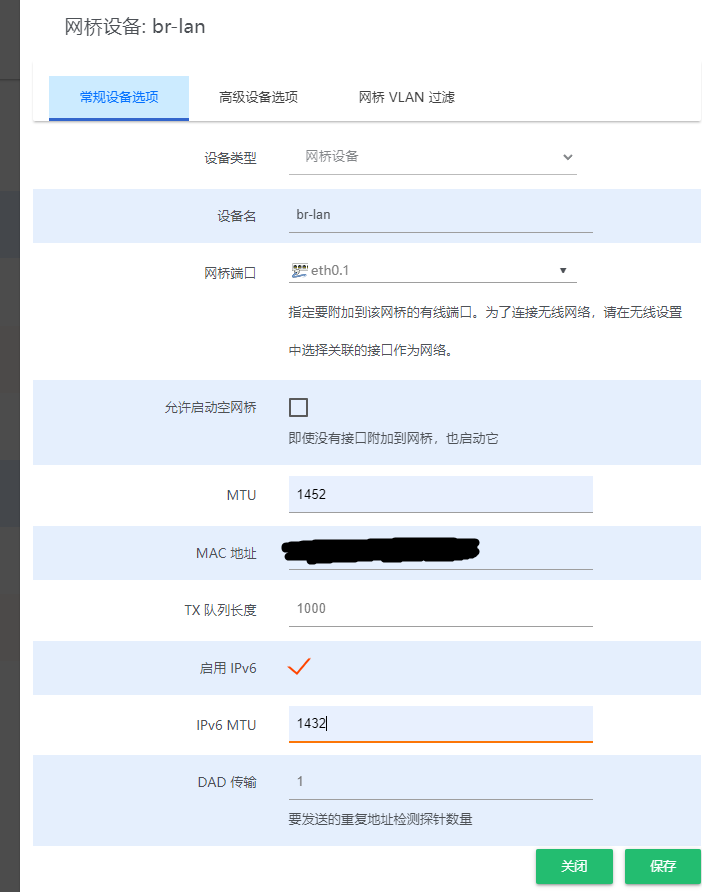 网桥设备: br-lan
常规设备选项 高级设备选项 网桥 VLAN 过滤
设备类型 网桥设备
设备名 br-lan
网桥端口 eth0.1
指定要附加到该网桥的有线端口。为了连接无线网络，请在无线设置
中选择关联的接口作为网络。
允许启动空网桥
即使没有接口附加到网桥，也启动它
MTU 1452
MAC 地址
TX 队列长度 1000
启用 IPv6
IPv6 MTU 1432
DAD 传输 1
要发送的重复地址检测探针数量
关闭 保存